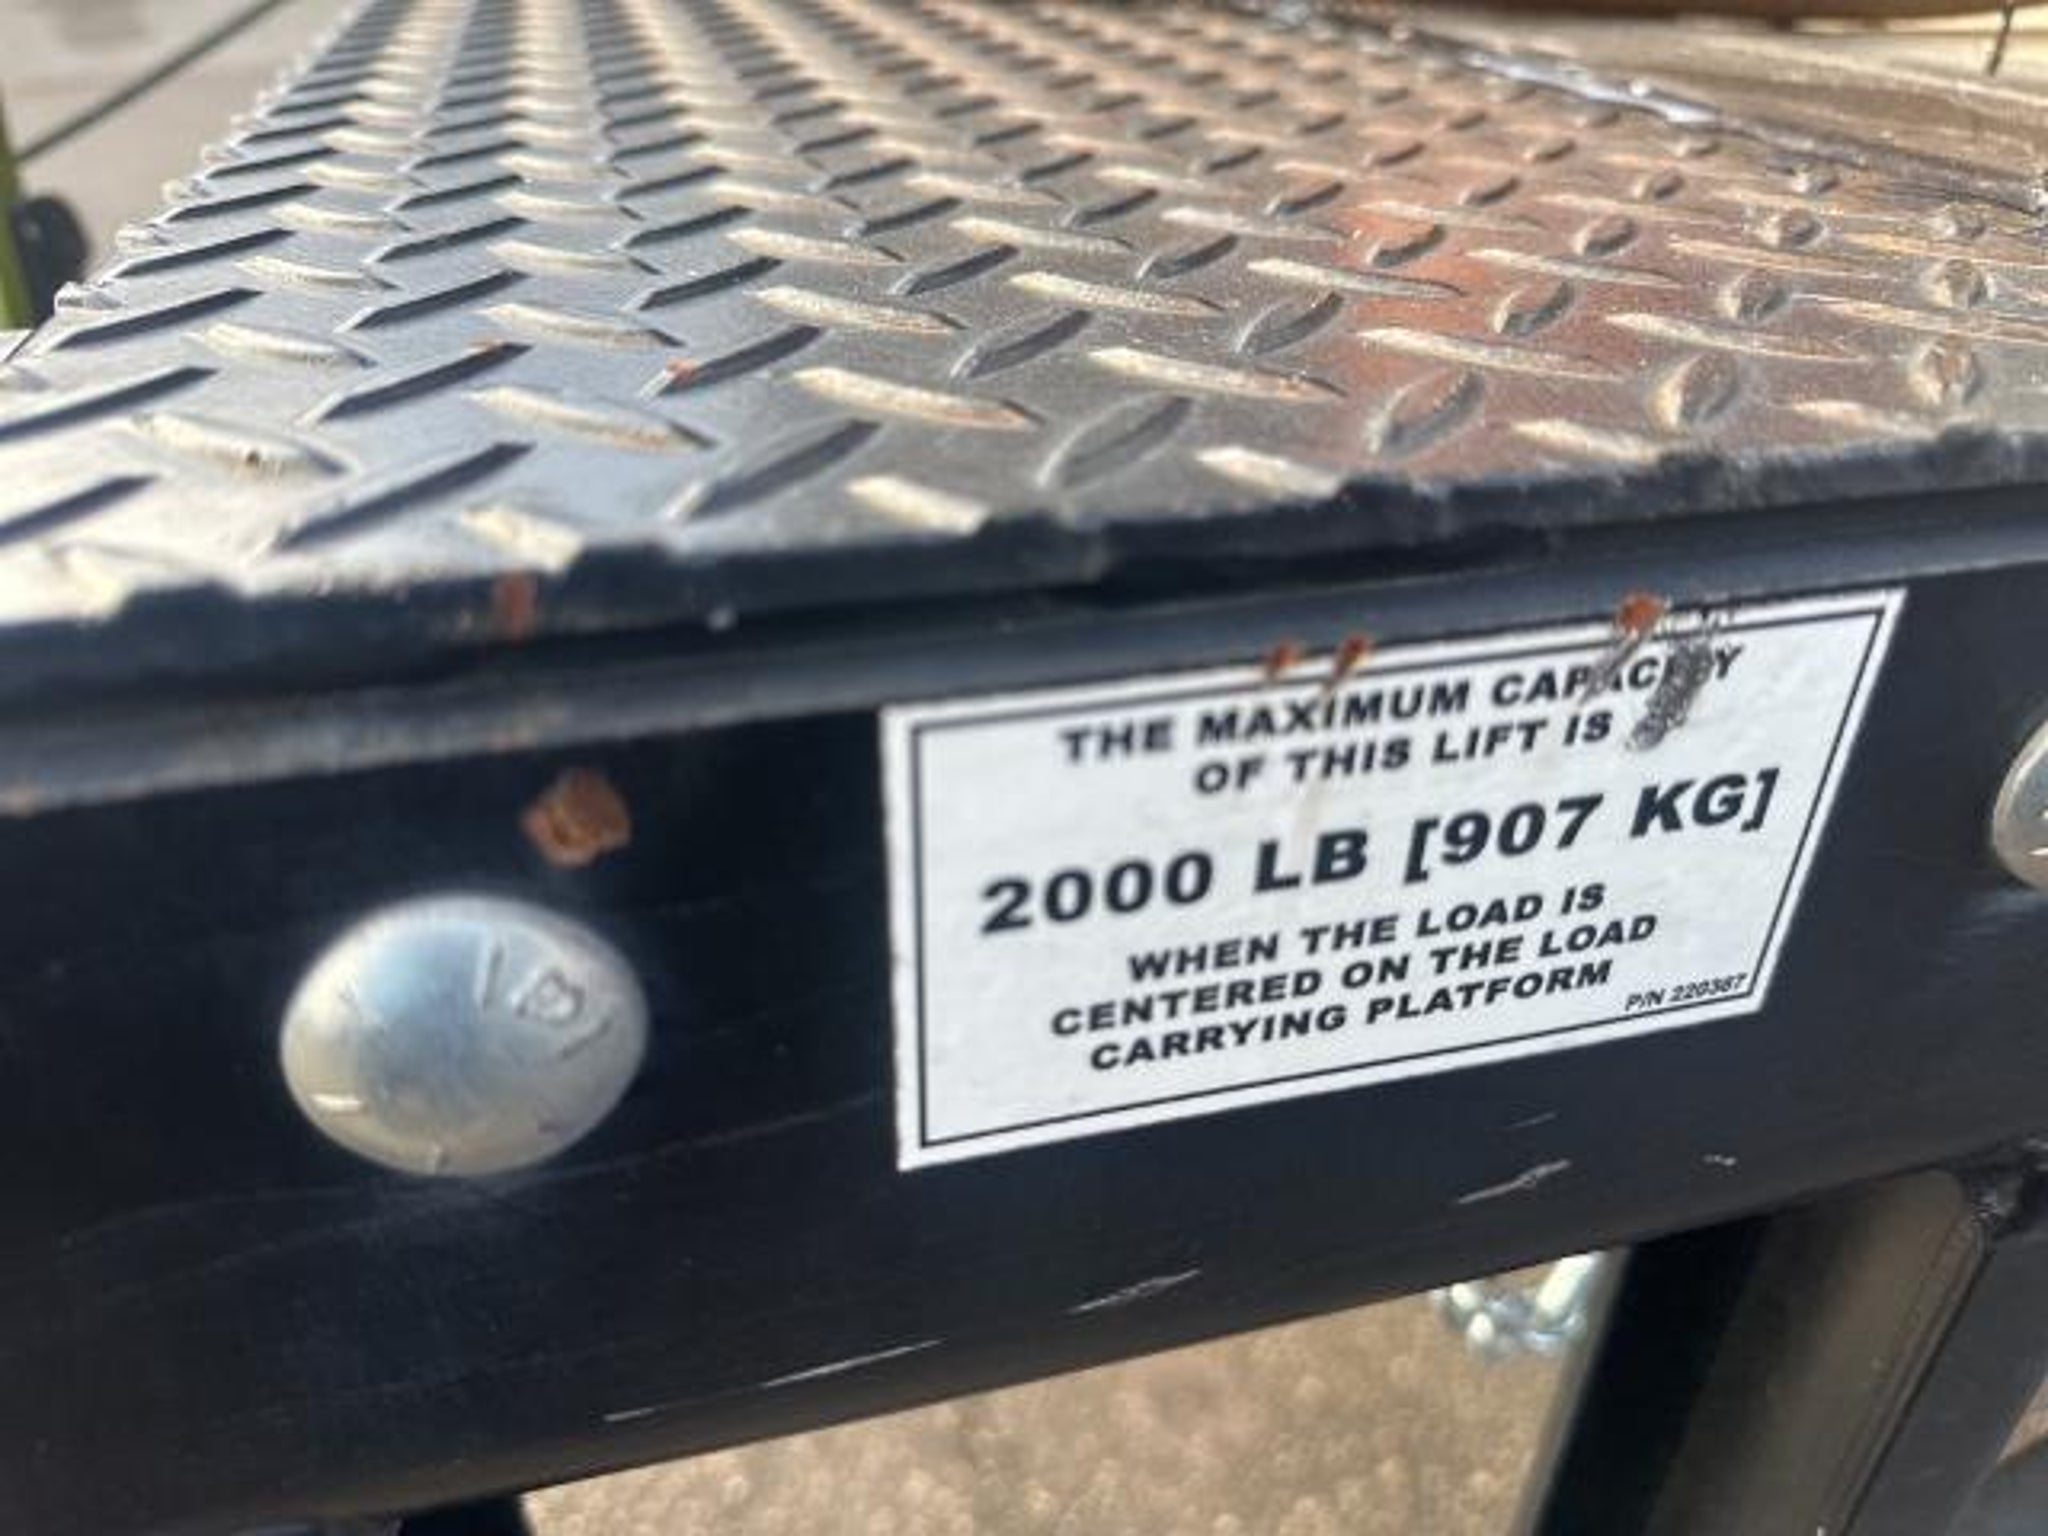 THE MAXIMUM CAPACITY
OF THIS LIFT IS
2000 LB [907 KG]
WHEN THE LOAD IS
CENTERED ON THE LOAD
CARRYING PLATFORM
P/N 220387